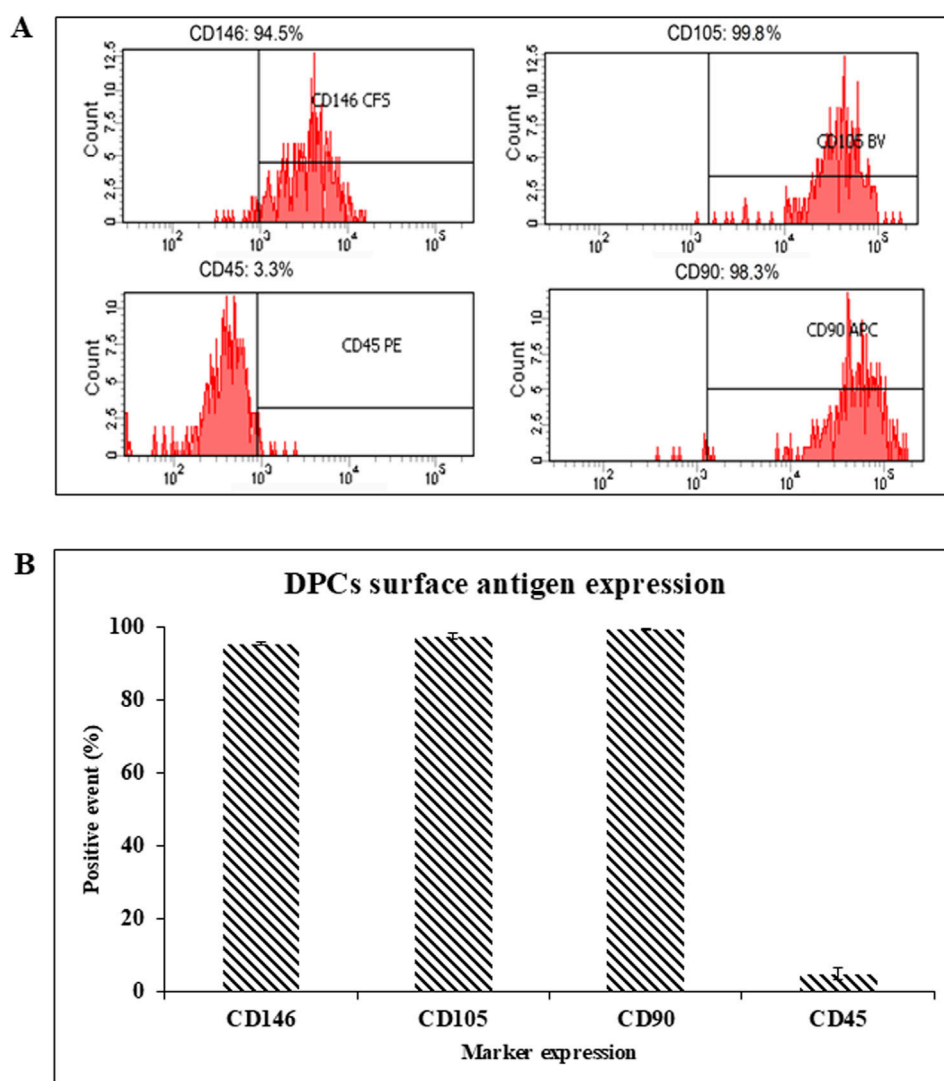 A
CD146: 94.5%
CD146 CFS
Count
12.5
10
7.5
5
2.5
0
10² 10³ 10⁴ 10⁵
CD105: 99.8%
CD105 BV
Count
12.5
10
7.5
5
2.5
0
10² 10³ 10⁴ 10⁵
CD45: 3.3%
CD45 PE
Count
10
7.5
5
2.5
0
10² 10³ 10⁴ 10⁵
CD90: 98.3%
CD90 APC
Count
10
7.5
5
2.5
0
10² 10³ 10⁴ 10⁵
B
DPCs surface antigen expression
Positive event (%)
100
80
60
40
20
0
CD146 CD105 CD90 CD45
Marker expression